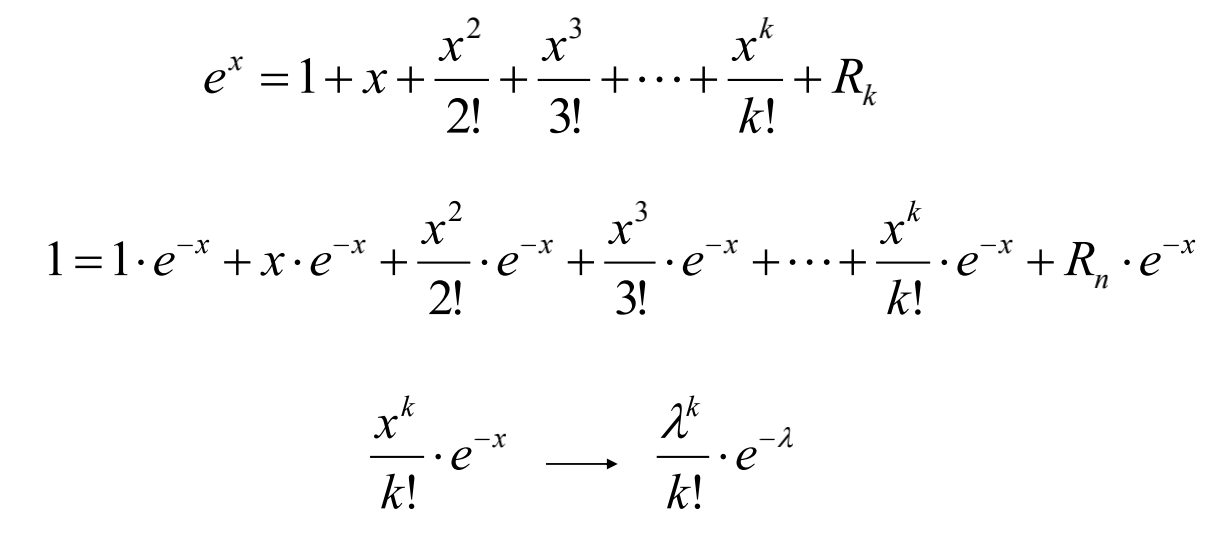 e^x = 1 + x + x^2/2! + x^3/3! + ⋯ + x^k/k! + R_k
1 = 1 · e^{-x} + x · e^{-x} + x^2/2! · e^{-x} + x^3/3! · e^{-x} + ⋯ + x^k/k! · e^{-x} + R_n · e^{-x}
x^k/k! · e^{-x} ⟶ λ^k/k! · e^{-λ}